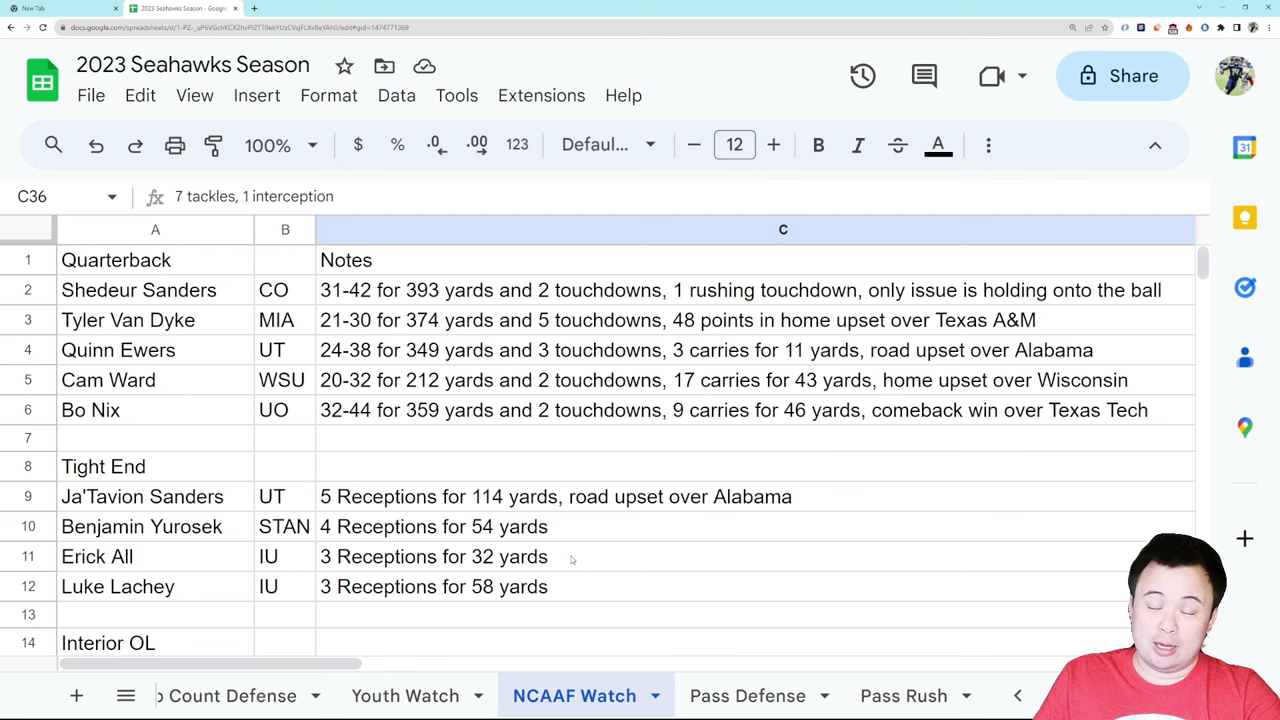 New Tab
2023 Seahawks Season - Google
2023 Seahawks Season
File Edit View Insert Format Data Tools Extensions Help
Share
100% $ % .0 .00 123 Defaul... 12 B I S A
C36 fx 7 tackles, 1 interception
A B C
1 Quarterback Notes
2 Shedeur Sanders CO 31-42 for 393 yards and 2 touchdowns, 1 rushing touchdown, only issue is holding onto the ball
3 Tyler Van Dyke MIA 21-30 for 374 yards and 5 touchdowns, 48 points in home upset over Texas A&M
4 Quinn Ewers UT 24-38 for 349 yards and 3 touchdowns, 3 carries for 11 yards, road upset over Alabama
5 Cam Ward WSU 20-32 for 212 yards and 2 touchdowns, 17 carries for 43 yards, home upset over Wisconsin
6 Bo Nix UO 32-44 for 359 yards and 2 touchdowns, 9 carries for 46 yards, comeback win over Texas Tech
7
8 Tight End
9 Ja'Tavion Sanders UT 5 Receptions for 114 yards, road upset over Alabama
10 Benjamin Yurosek STAN 4 Receptions for 54 yards
11 Erick All IU 3 Receptions for 32 yards
12 Luke Lachey IU 3 Receptions for 58 yards
13
14 Interior OL
Count Defense Youth Watch NCAAF Watch Pass Defense Pass Rush
31